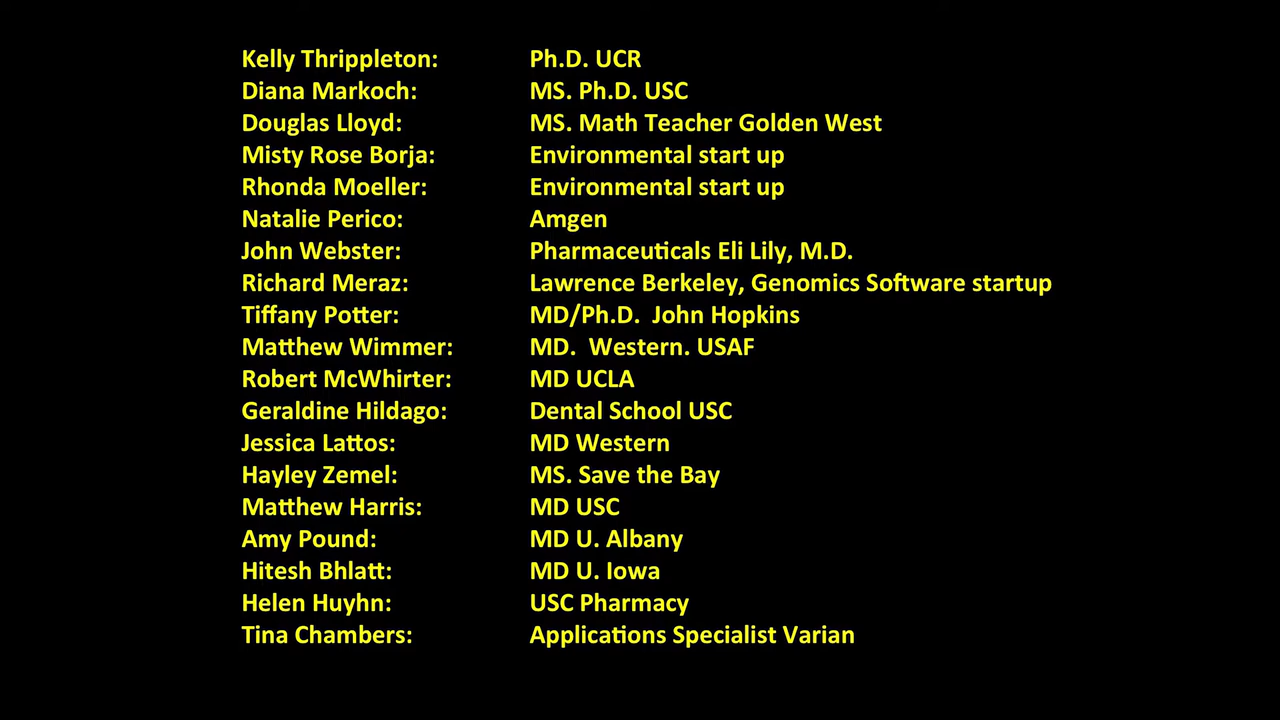 Kelly Thrippleton: Ph.D. UCR
Diana Markoch: MS. Ph.D. USC
Douglas Lloyd: MS. Math Teacher Golden West
Misty Rose Borja: Environmental start up
Rhonda Moeller: Environmental start up
Natalie Perico: Amgen
John Webster: Pharmaceuticals Eli Lily, M.D.
Richard Meraz: Lawrence Berkeley, Genomics Software startup
Tiffany Potter: MD/Ph.D.  John Hopkins
Matthew Wimmer: MD.  Western. USAF
Robert McWhirter: MD UCLA
Geraldine Hildago: Dental School USC
Jessica Lattos: MD Western
Hayley Zemel: MS. Save the Bay
Matthew Harris: MD USC
Amy Pound: MD U. Albany
Hitesh Bhlatt: MD U. Iowa
Helen Huyhn: USC Pharmacy
Tina Chambers: Applications Specialist Varian